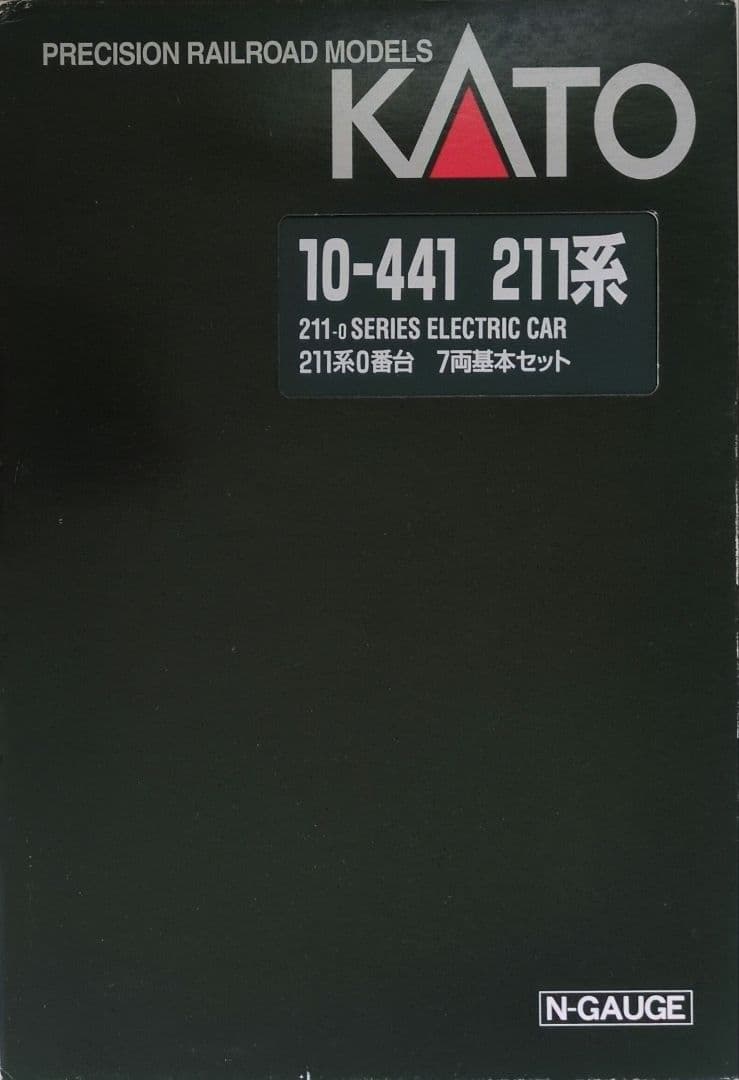 PRECISION RAILROAD MODELS
KATO
10-441 211系
211-0 SERIES ELECTRIC CAR
211系0番台 7両基本セット
N-GAUGE